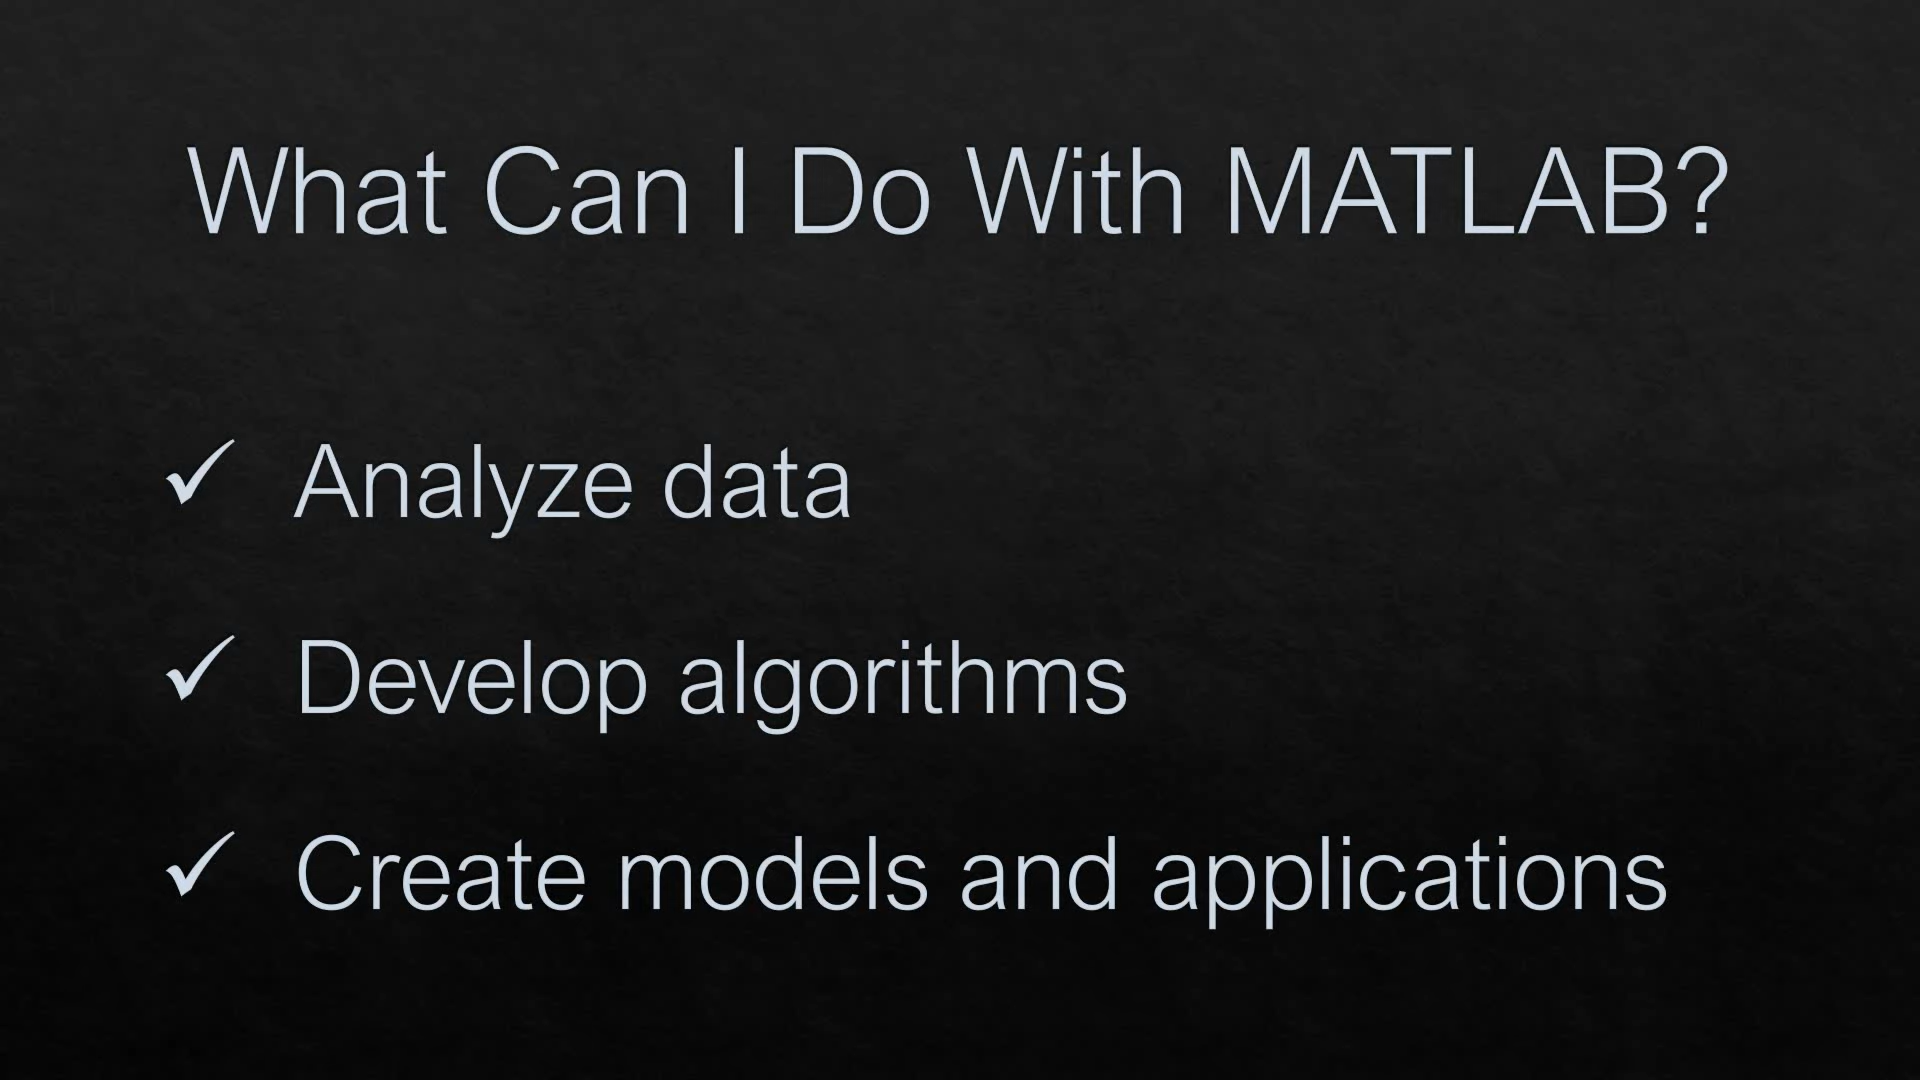 What Can I Do With MATLAB?
✓ Analyze data
✓ Develop algorithms
✓ Create models and applications